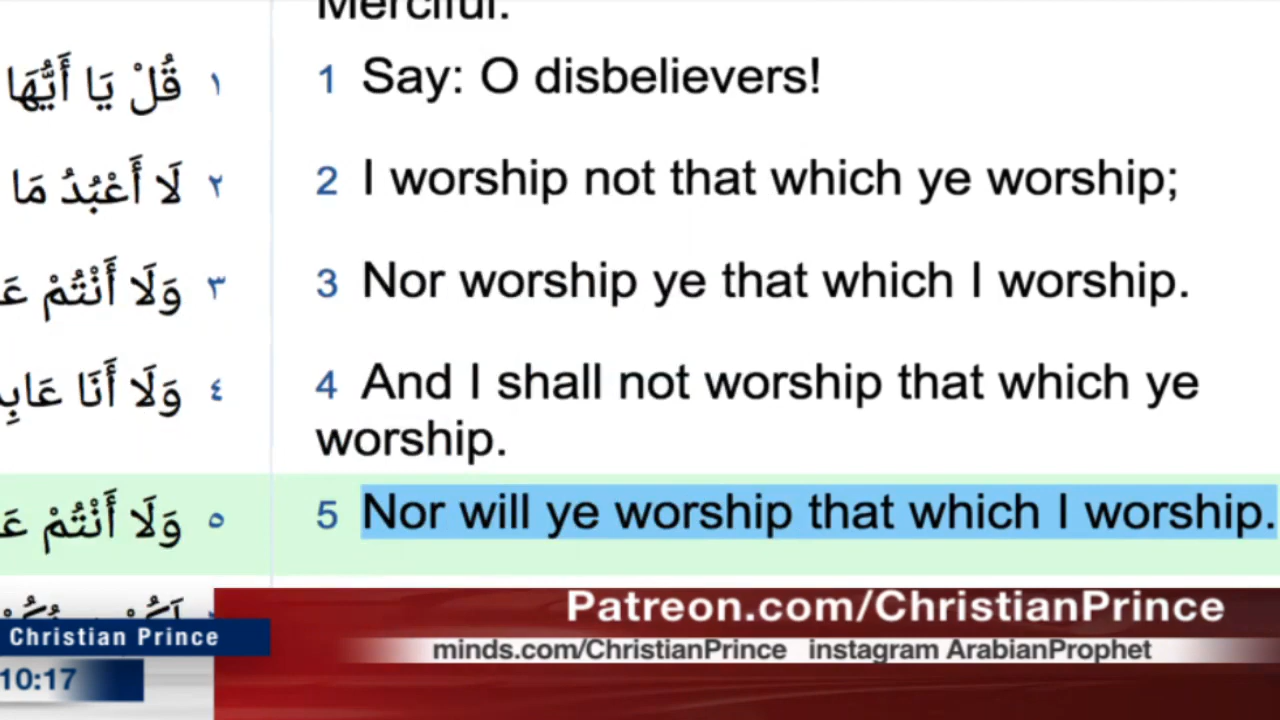 Merciful.
قُلْ يَا أَيُّهَا ١
1 Say: O disbelievers!
لَا أَعْبُدُ مَا ٢
2 I worship not that which ye worship;
وَلَا أَنْتُمْ ٣
3 Nor worship ye that which I worship.
وَلَا أَنَا ٤
4 And I shall not worship that which ye
worship.
وَلَا أَنْتُمْ ٥
5 Nor will ye worship that which I worship.
Patreon.com/ChristianPrince
Christian Prince
minds.com/ChristianPrince instagram ArabianProphet
10:17